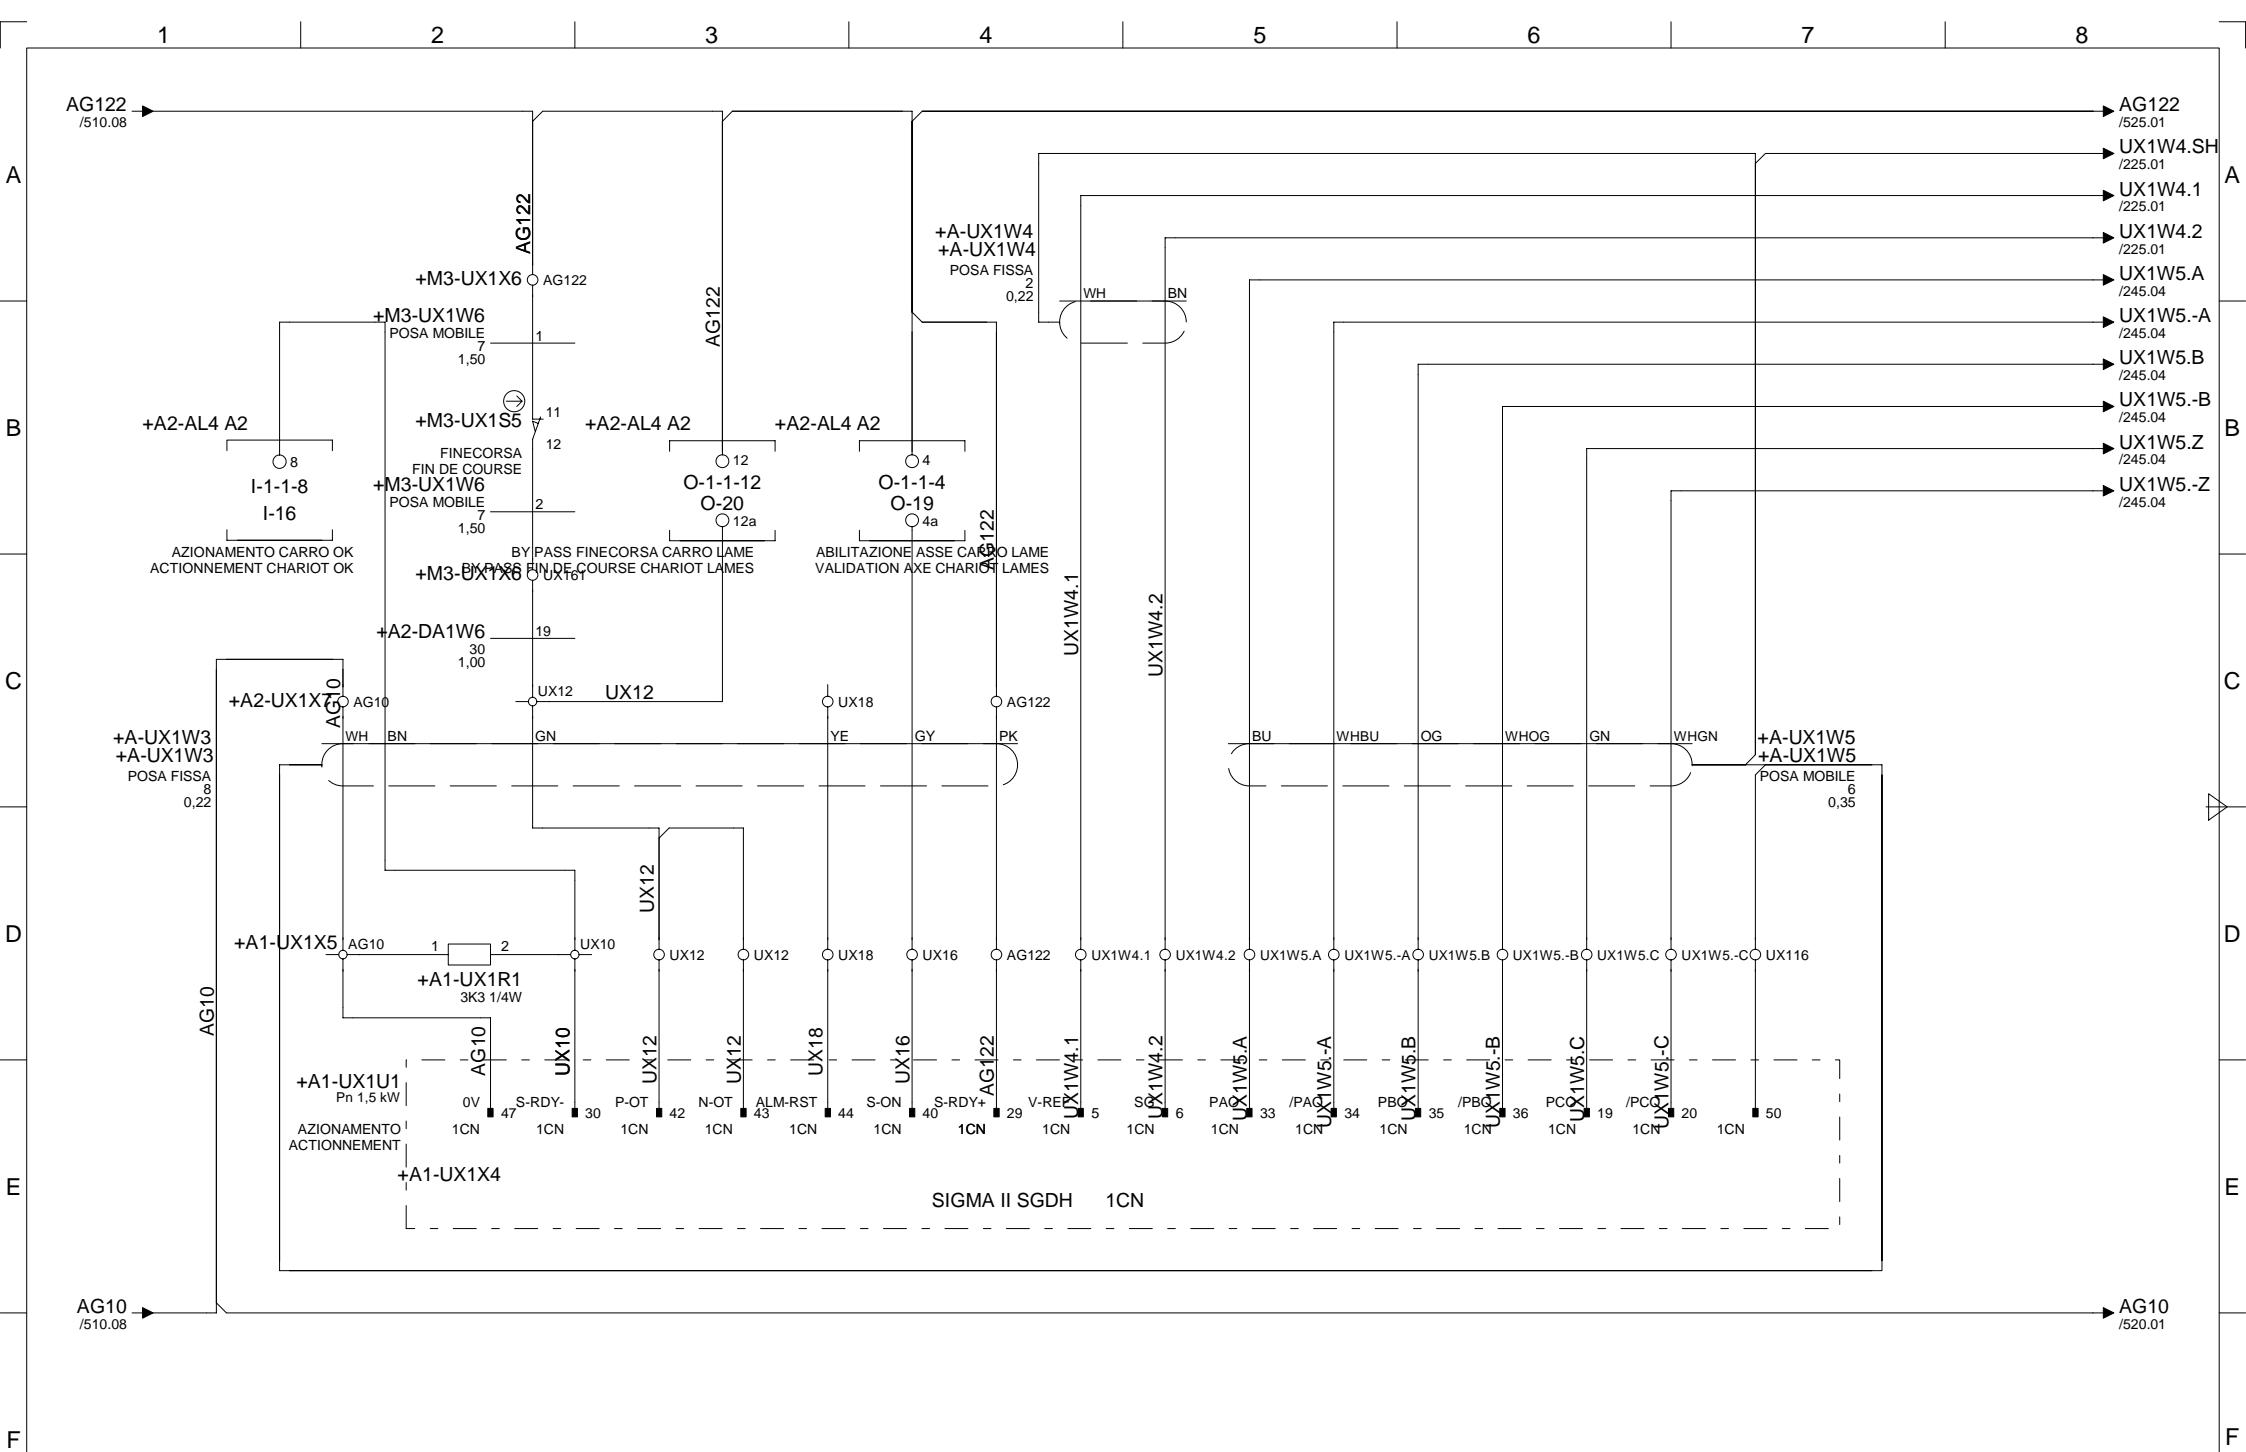 1 2 3 4 5 6 7 8
AG122
/510.08
AG122
/525.01
UX1W4.SH
/225.01
A
A
UX1W4.1
/225.01
AG122
+A-UX1W4
+A-UX1W4
POSA FISSA
2
0,22
UX1W4.2
/225.01
+M3-UX1X6 AG122
AG122
WH BN
UX1W5.A
/245.04
+M3-UX1W6
POSA MOBILE
7
1,50
1
UX1W5.-A
/245.04
UX1W5.B
/245.04
B
B
+A2-AL4 A2
+M3-UX1S5
11
12
FINECORSA
FIN DE COURSE
+A2-AL4 A2
+A2-AL4 A2
UX1W5.-B
/245.04
UX1W5.Z
/245.04
8
I-1-1-8
I-16
+M3-UX1W6
POSA MOBILE
7
1,50
2
12
O-1-1-12
O-20
12a
4
O-1-1-4
O-19
4a
UX1W5.-Z
/245.04
AG122
AZIONAMENTO CARRO OK
ACTIONNEMENT CHARIOT OK
BY PASS FINECORSA CARRO LAME
BY PASS FIN DE COURSE CHARIOT LAMES
ABILITAZIONE ASSE CARRO LAME
VALIDATION AXE CHARIOT LAMES
+M3-UX1X6 UX161
UX1W4.1
UX1W4.2
+A2-DA1W6
30
1,00
19
C
C
AG10
+A2-UX1X7 AG10
UX12
UX12
UX18
AG122
+A-UX1W3
+A-UX1W3
POSA FISSA
8
0,22
WH BN GN YE GY PK
BU WHBU OG WHOG GN WHGN
+A-UX1W5
+A-UX1W5
POSA MOBILE
6
0,35
UX12
D
D
+A1-UX1X5 AG10
1 2
+A1-UX1R1
3K3 1/4W
UX10 UX12 UX12 UX18 UX16 AG122 UX1W4.1 UX1W4.2 UX1W5.A UX1W5.-A UX1W5.B UX1W5.-B UX1W5.C UX1W5.-C UX116
AG10
AG10 UX10 UX12 UX12 UX18 UX16 AG122 UX1W4.1 UX1W4.2 UX1W5.A UX1W5.-A UX1W5.B UX1W5.-B UX1W5.C UX1W5.-C
+A1-UX1U1
Pn 1,5 kW
AZIONAMENTO
ACTIONNEMENT
0V S-RDY- P-OT N-OT ALM-RST S-ON S-RDY+ V-REF SG PAO /PAO PBO /PBO PCO /PCO
47 30 42 43 44 40 29 5 6 33 34 35 36 19 20 50
1CN 1CN 1CN 1CN 1CN 1CN 1CN 1CN 1CN 1CN 1CN 1CN 1CN 1CN 1CN 1CN
+A1-UX1X4
E
E
SIGMA II SGDH 1CN
AG10
/510.08
AG10
/520.01
F
F